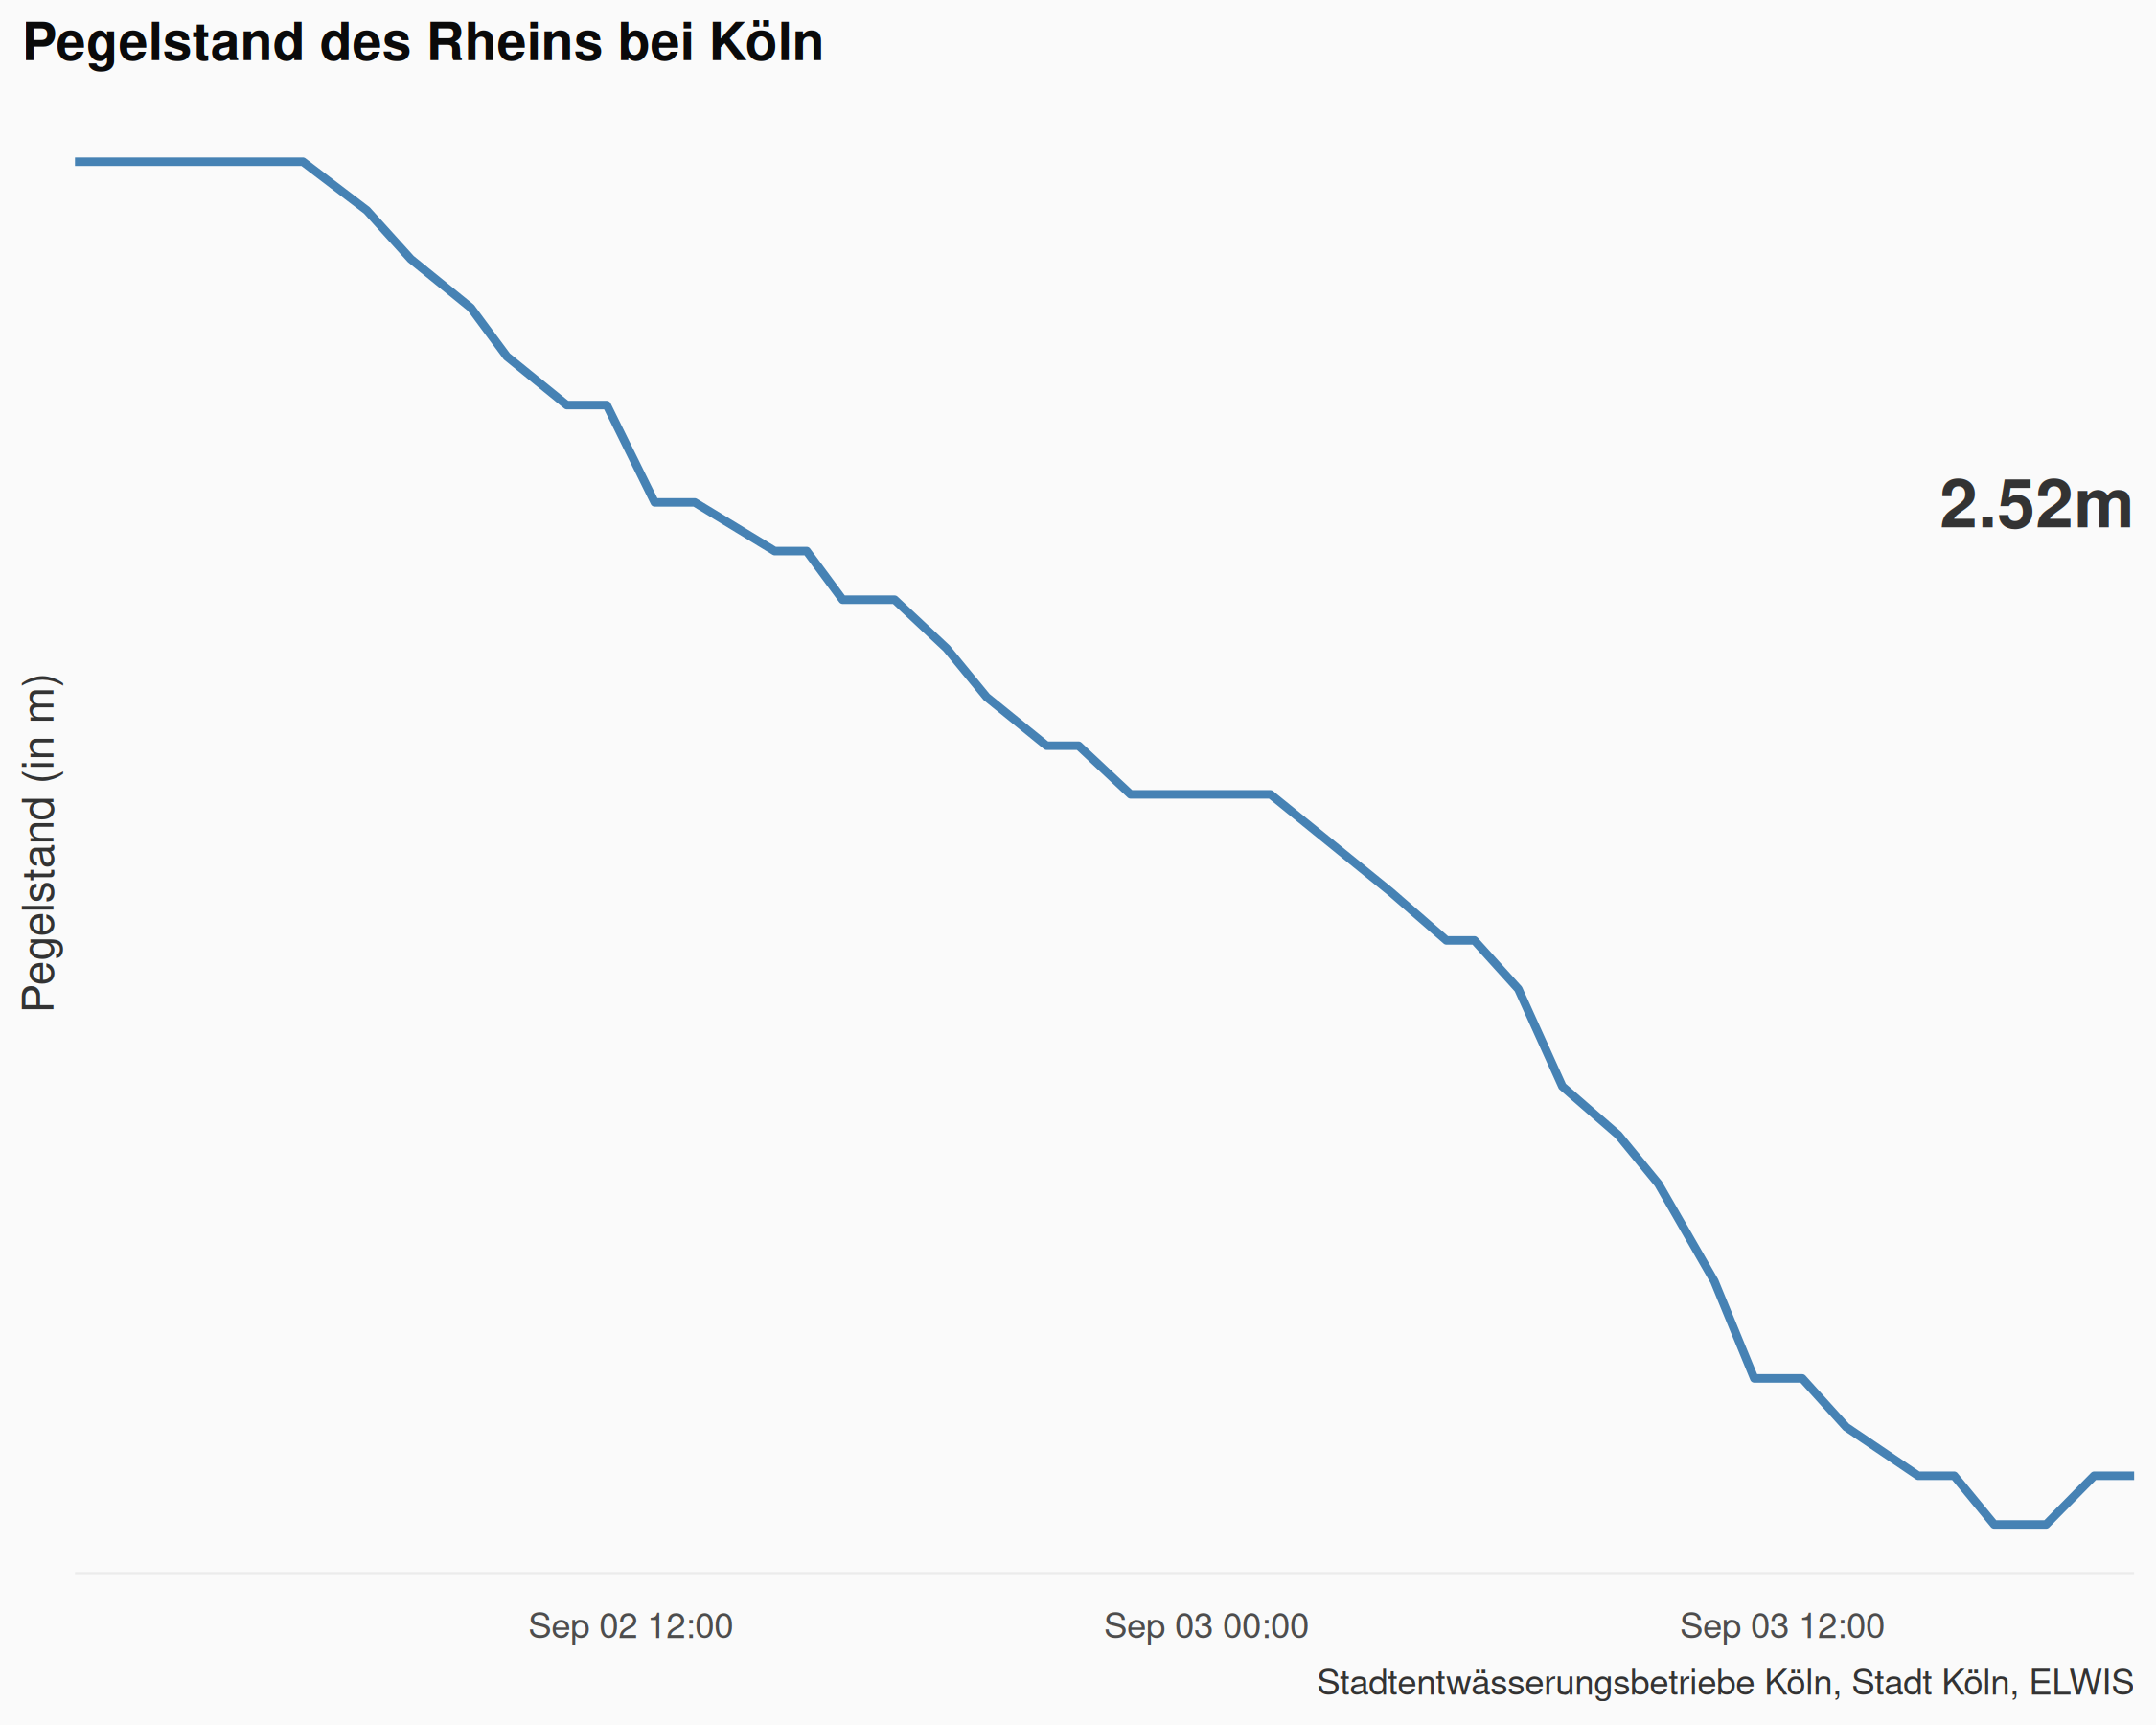 Pegelstand des Rheins bei Köln
2.52m
Pegelstand (in m)
Sep 02 12:00
Sep 03 00:00
Sep 03 12:00
Stadtentwässerungsbetriebe Köln, Stadt Köln, ELWIS